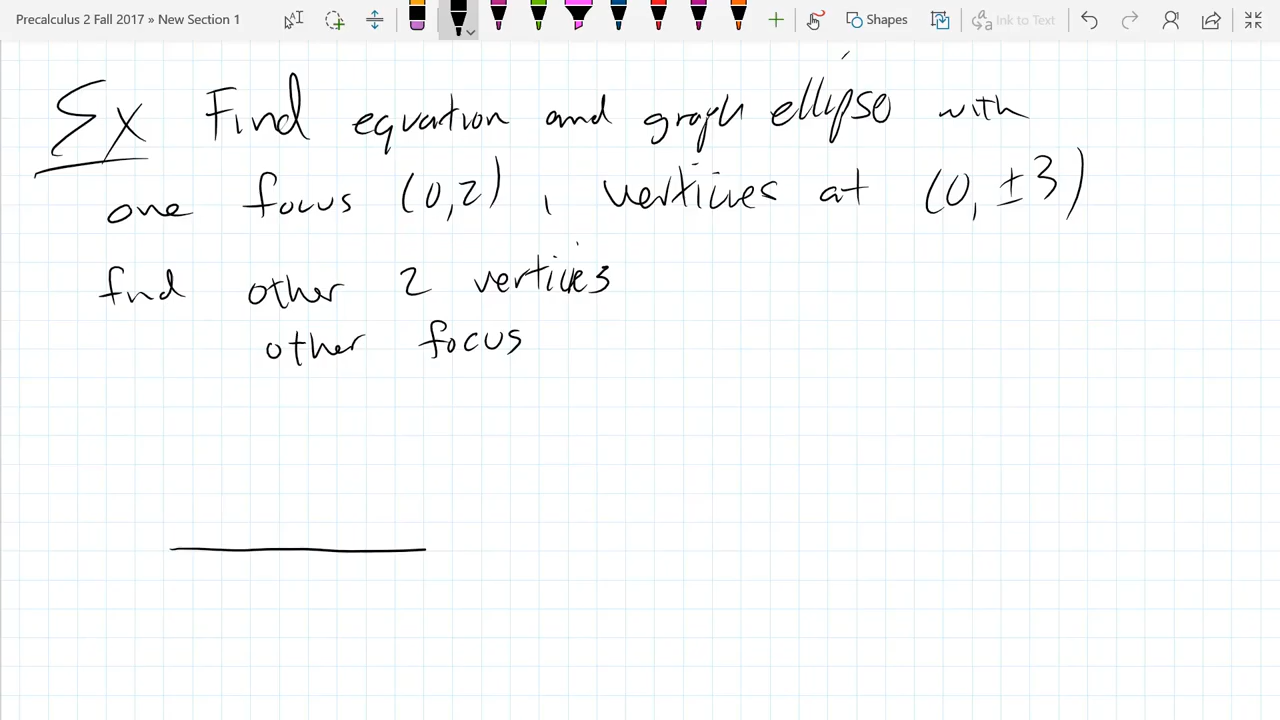 Precalculus 2 Fall 2017 » New Section 1
Shapes
Ink to Text
Ex Find equation and graph ellipse with
one focus (0,2), vertices at (0, ±3)
find other 2 vertices
other focus